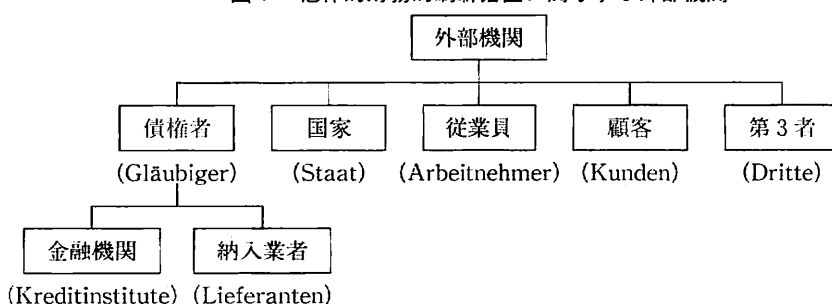 外部機関
債権者 国家 従業員 顧客 第3者
(Gläubiger) (Staat) (Arbeitnehmer) (Kunden) (Dritte)
金融機関 納入業者
(Kreditinstitute) (Lieferanten)